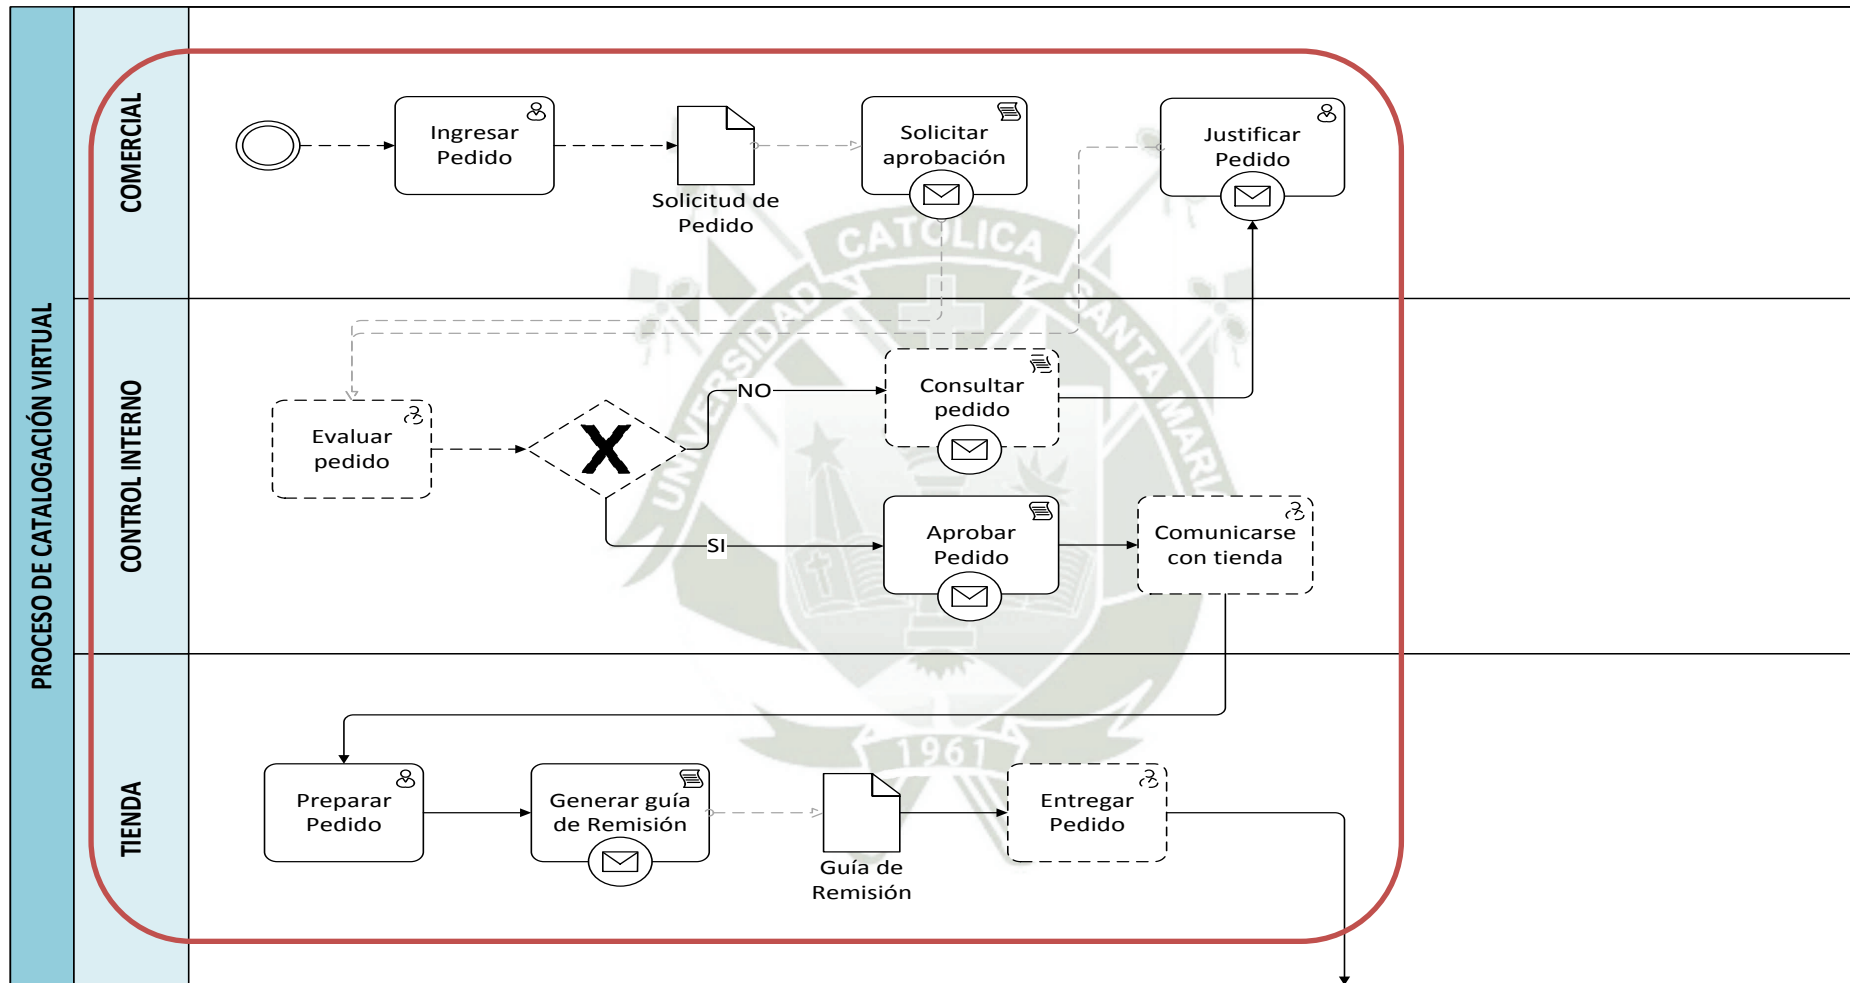 PROCESO DE CATALOGACIÓN VIRTUAL
COMERCIAL
Ingresar
Pedido
Solicitud de
Pedido
Solicitar
aprobación
Justificar
Pedido
CONTROL INTERNO
Evaluar
pedido
NO
Consultar
pedido
SI
Aprobar
Pedido
Comunicarse
con tienda
TIENDA
Preparar
Pedido
Generar guía
de Remisión
Guía de
Remisión
Entregar
Pedido
UNIVERSIDAD
CATÓLICA
SANTA MARIA
1961